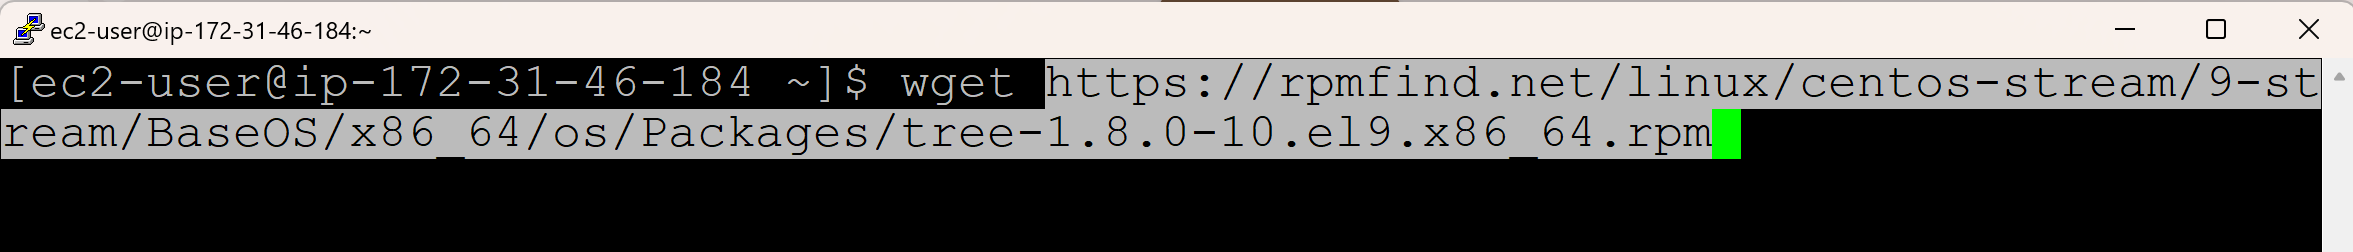 ec2-user@ip-172-31-46-184:~
[ec2-user@ip-172-31-46-184 ~]$ wget https://rpmfind.net/linux/centos-stream/9-st
ream/BaseOS/x86_64/os/Packages/tree-1.8.0-10.el9.x86_64.rpm